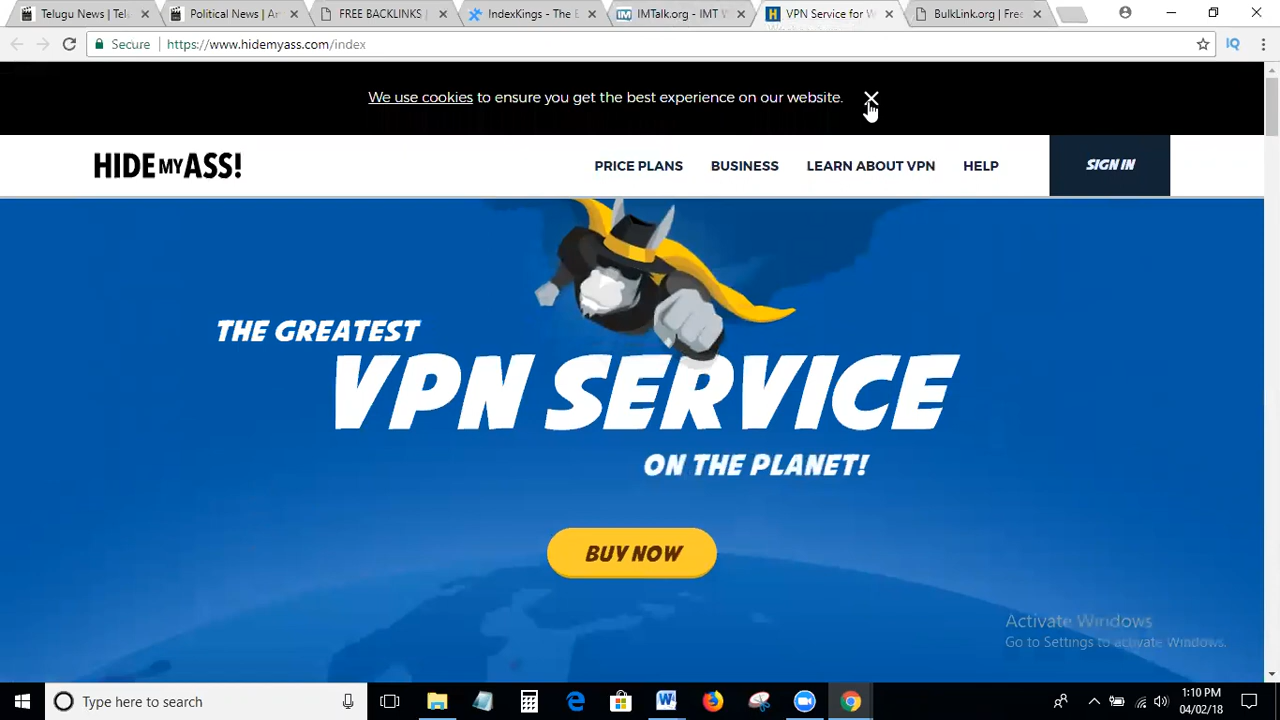 Telugu News | Tel
Political News | A
FREE BACKLINKS |
IndexKings - The E
IMTalk.org - IMT W
VPN Service for W
BulkLink.org | Free
Secure
https://www.hidemyass.com/index
We use cookies to ensure you get the best experience on our website.
HIDE MY ASS!
PRICE PLANS
BUSINESS
LEARN ABOUT VPN
HELP
SIGN IN
THE GREATEST
VPN SERVICE
ON THE PLANET!
BUY NOW
Activate Windows
Go to Settings to activate Windows.
Type here to search
1:10 PM
04/02/18